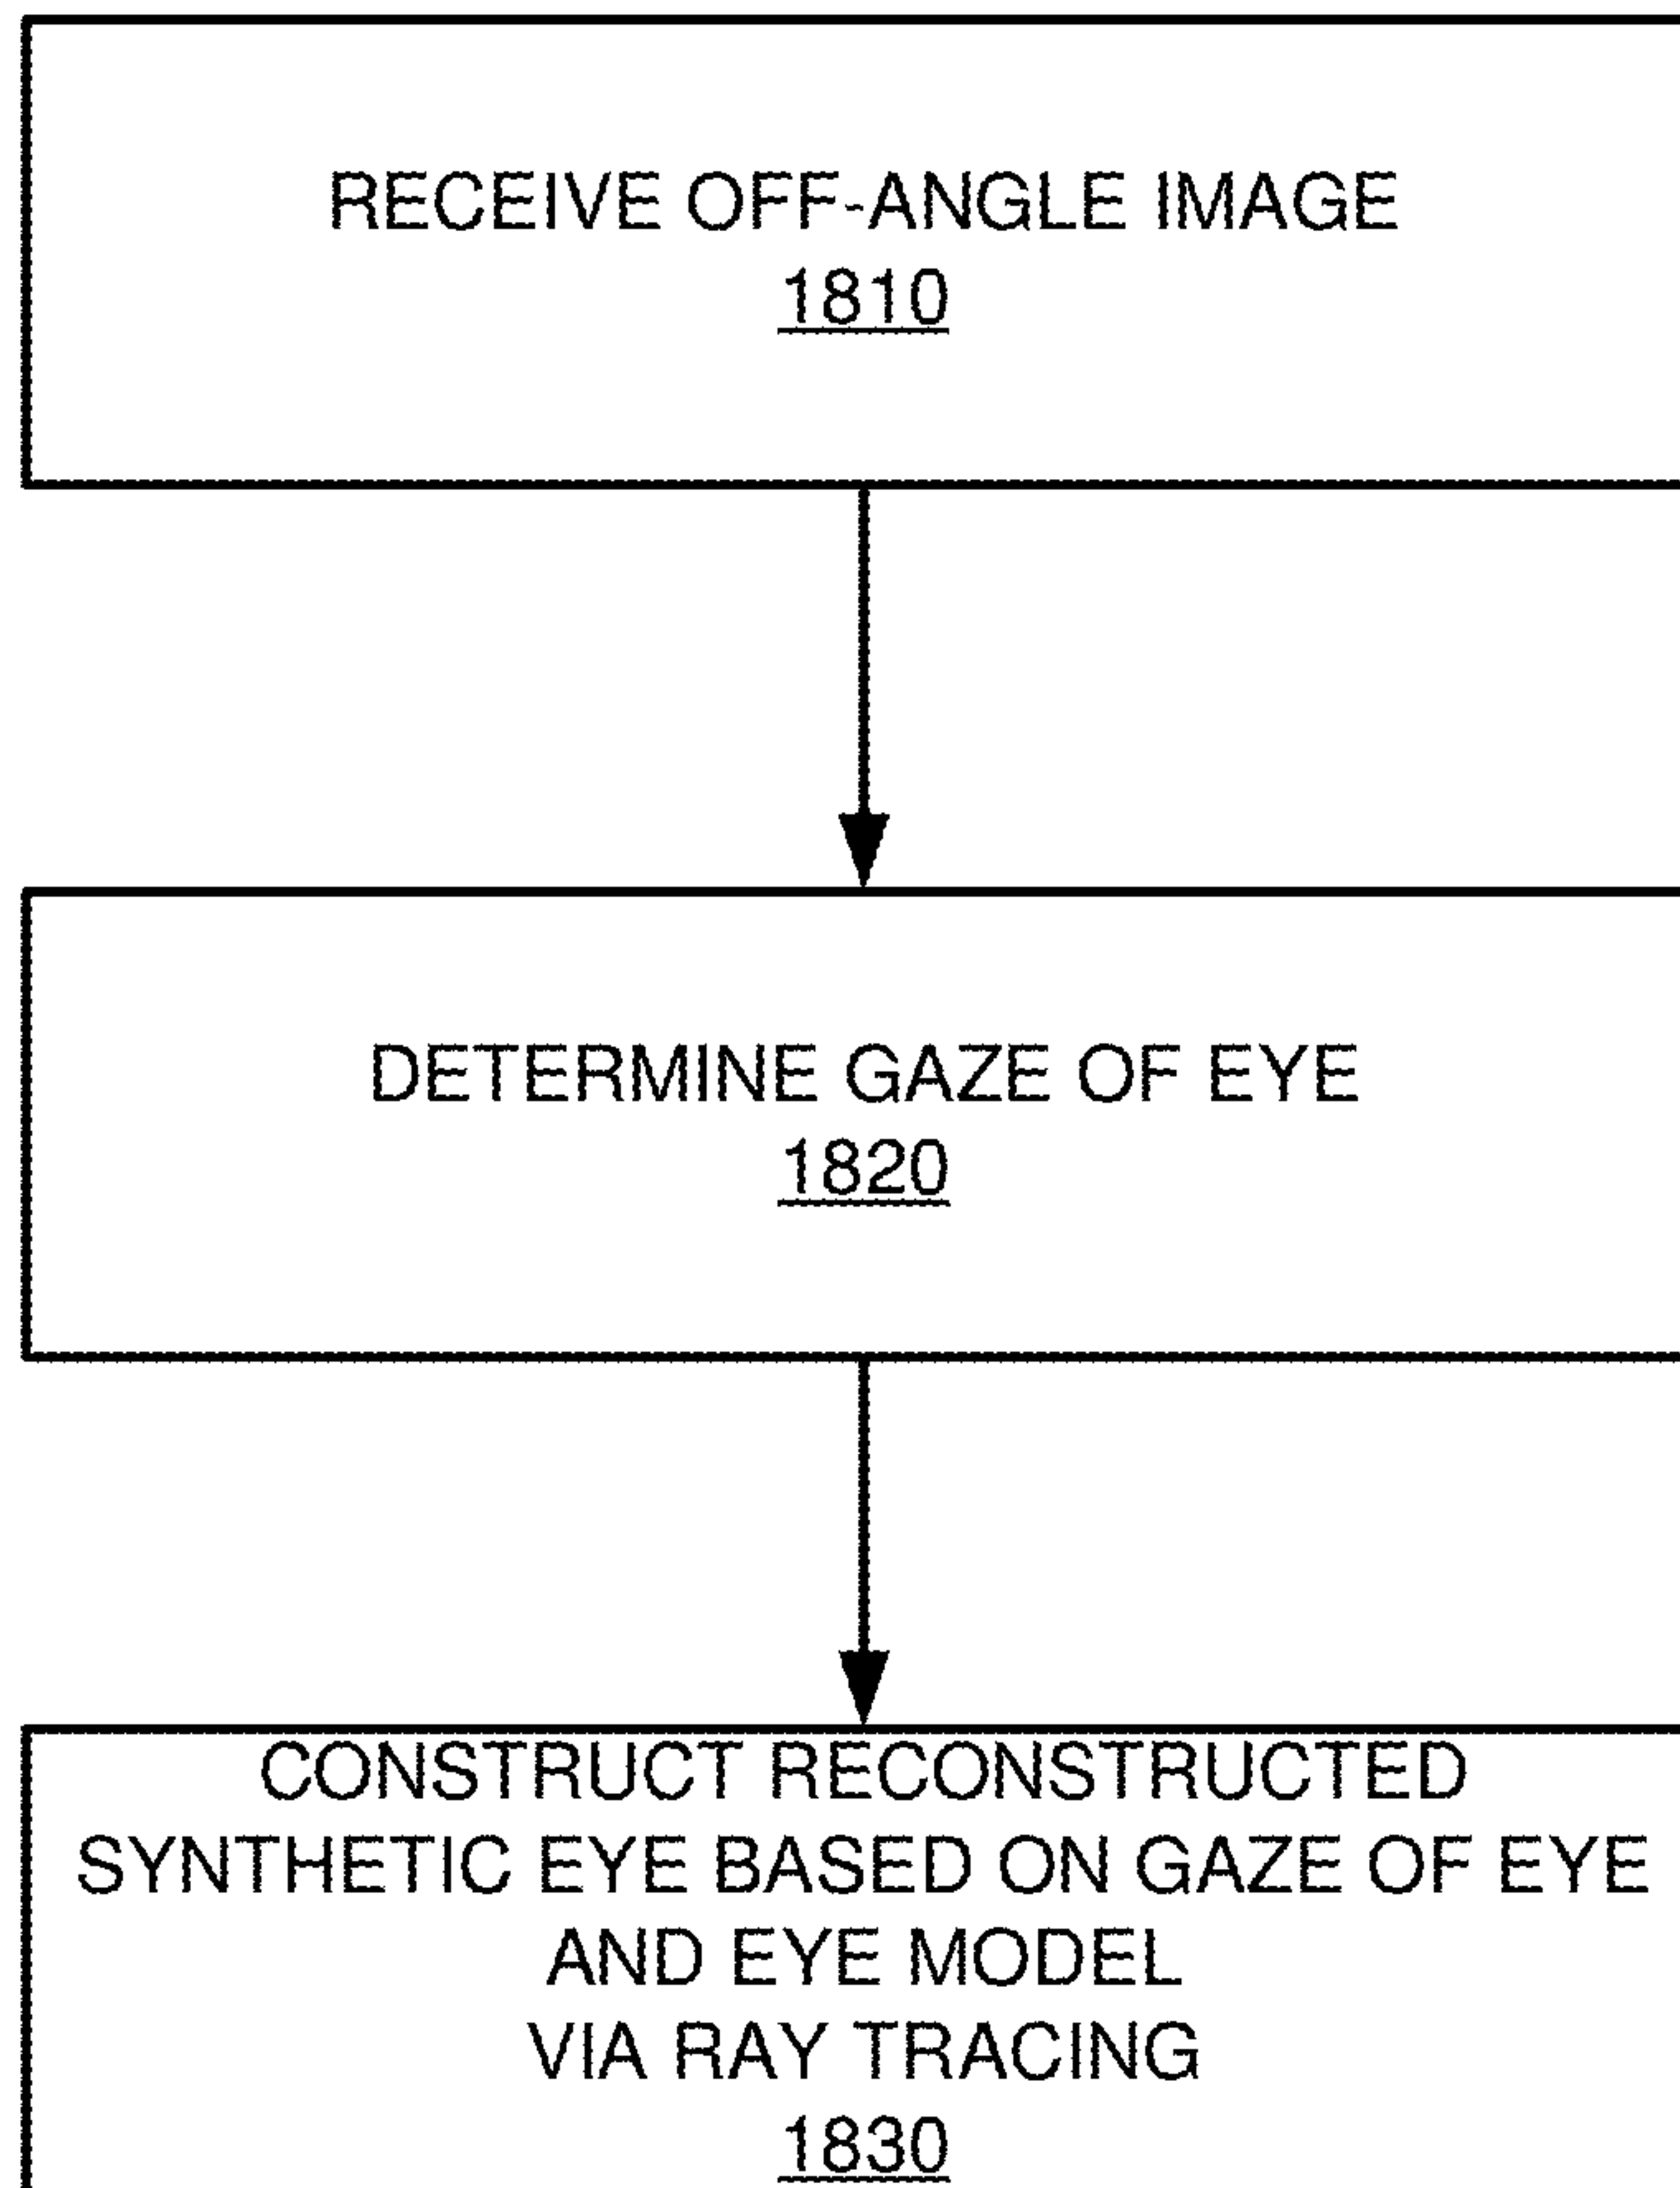 RECEIVE OFF-ANGLE IMAGE
1810
DETERMINE GAZE OF EYE
1820
CONSTRUCT RECONSTRUCTED
SYNTHETIC EYE BASED ON GAZE OF EYE
AND EYE MODEL
VIA RAY TRACING
1830